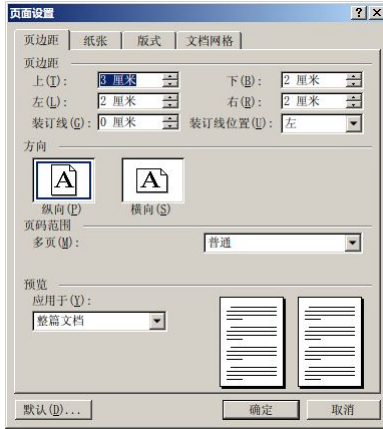 页面设置
页边距 纸张 版式 文档网格
页边距
上(T): 3 厘米 下(B): 2 厘米
左(L): 2 厘米 右(R): 2 厘米
装订线(G): 0 厘米 装订线位置(U): 左
方向
A A
纵向(P) 横向(S)
页码范围
多页(M): 普通
预览
应用于(Y):
整篇文档
默认(D)... 确定 取消